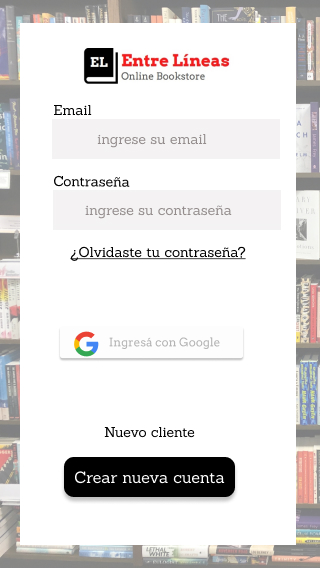 EL
Entre Líneas
Online Bookstore
Email
ingrese su email
Contraseña
ingrese su contraseña
¿Olvidaste tu contraseña?
Ingresá con Google
Nuevo cliente
Crear nueva cuenta